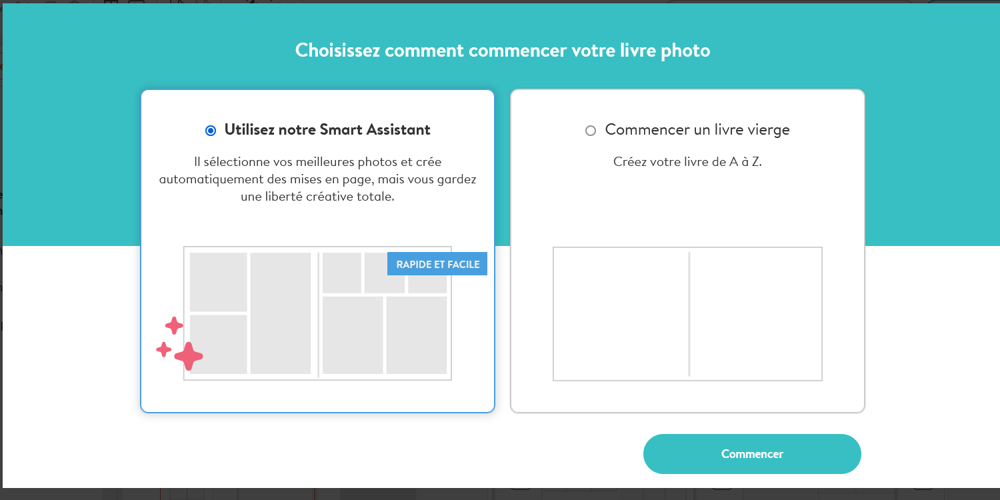 Choisissez comment commencer votre livre photo
Utilisez notre Smart Assistant
Il sélectionne vos meilleures photos et crée
automatiquement des mises en page, mais vous gardez
une liberté créative totale.
RAPIDE ET FACILE
Commencer un livre vierge
Créez votre livre de A à Z.
Commencer